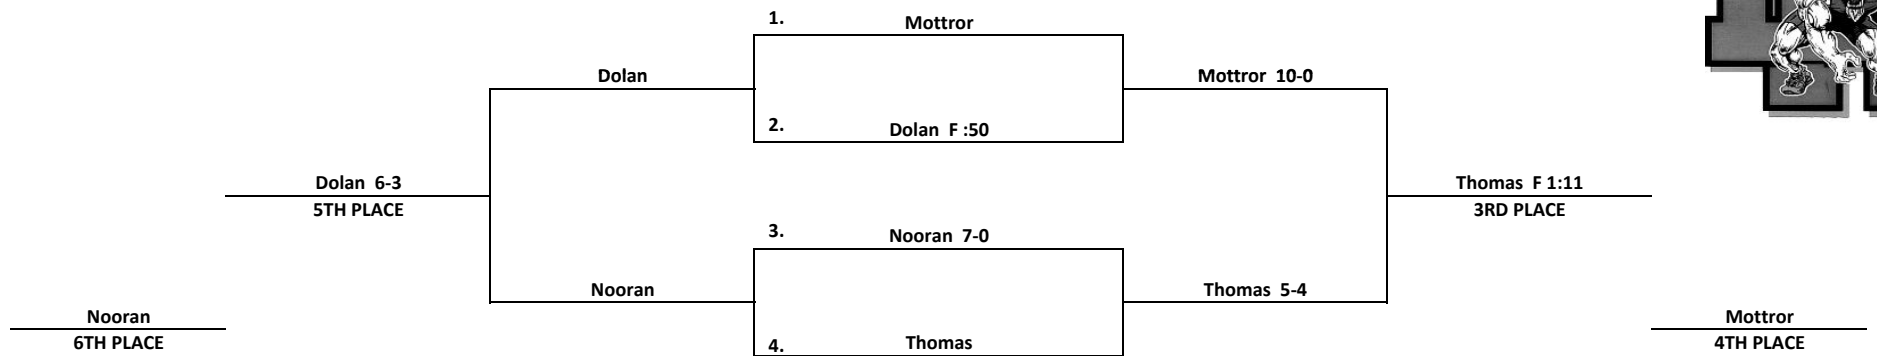 1. Mottror
Dolan
Mottror 10-0
2. Dolan F :50
Dolan 6-3
5TH PLACE
Thomas F 1:11
3RD PLACE
3. Nooran 7-0
Nooran
Thomas 5-4
Nooran
6TH PLACE
4. Thomas
Mottror
4TH PLACE